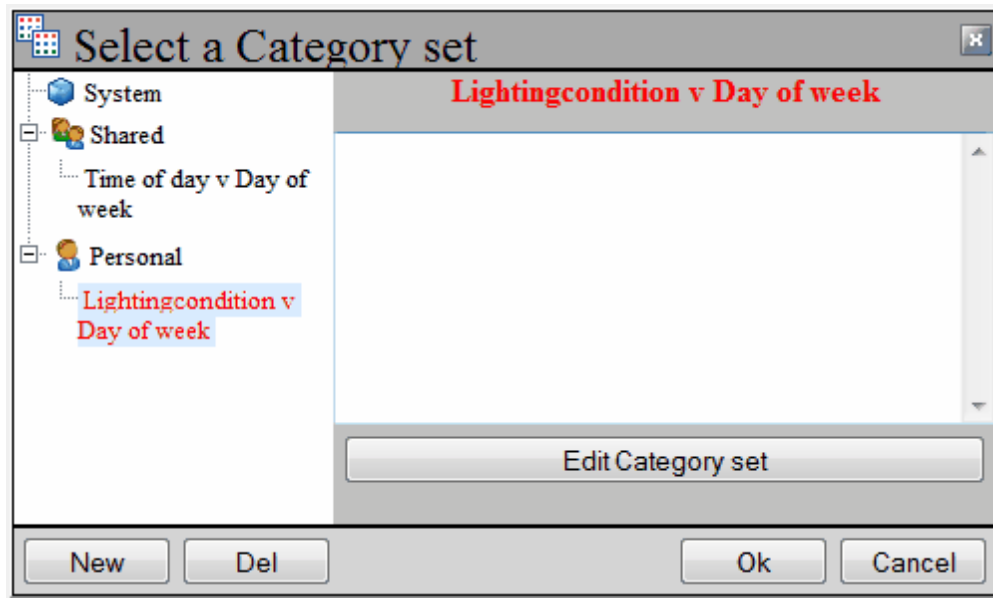 Select a Category set
System
Lightingcondition v Day of week
Shared
Time of day v Day of
week
Personal
Lightingcondition v
Day of week
Edit Category set
New
Del
Ok
Cancel